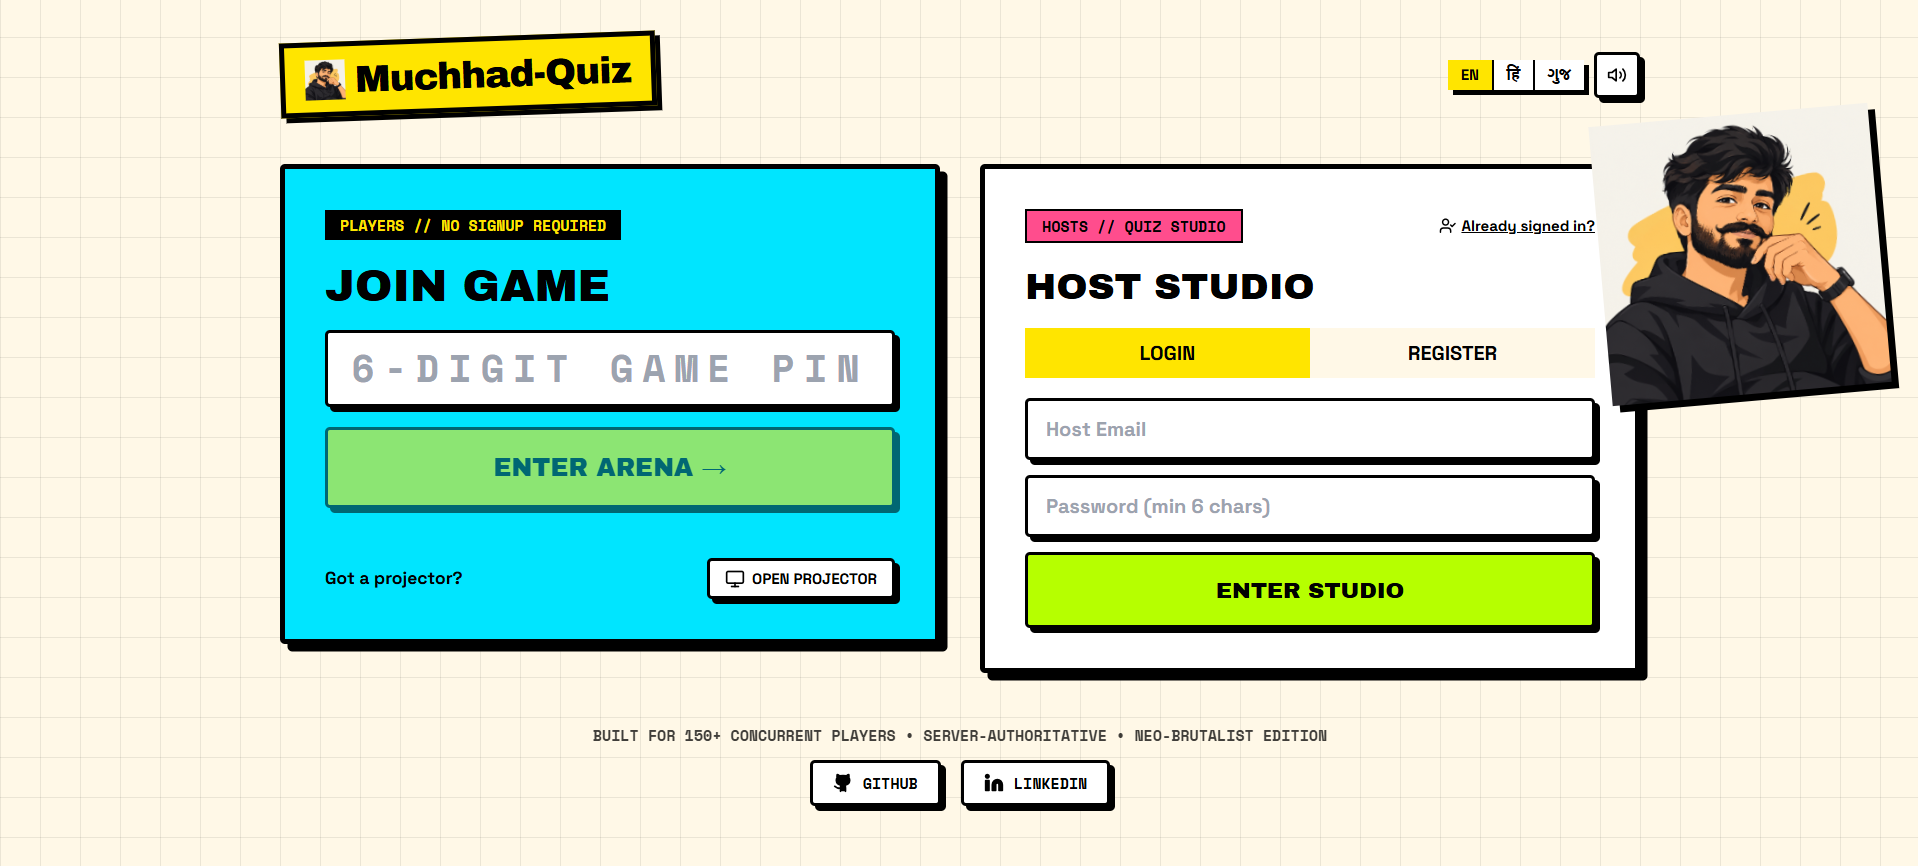 Muchhad-Quiz
EN
हिं
ગુજ
PLAYERS // NO SIGNUP REQUIRED
JOIN GAME
6-DIGIT GAME PIN
ENTER ARENA →
Got a projector?
OPEN PROJECTOR
HOSTS // QUIZ STUDIO
Already signed in?
HOST STUDIO
LOGIN
REGISTER
Host Email
Password (min 6 chars)
ENTER STUDIO
BUILT FOR 150+ CONCURRENT PLAYERS • SERVER-AUTHORITATIVE • NEO-BRUTALIST EDITION
GITHUB
LINKEDIN